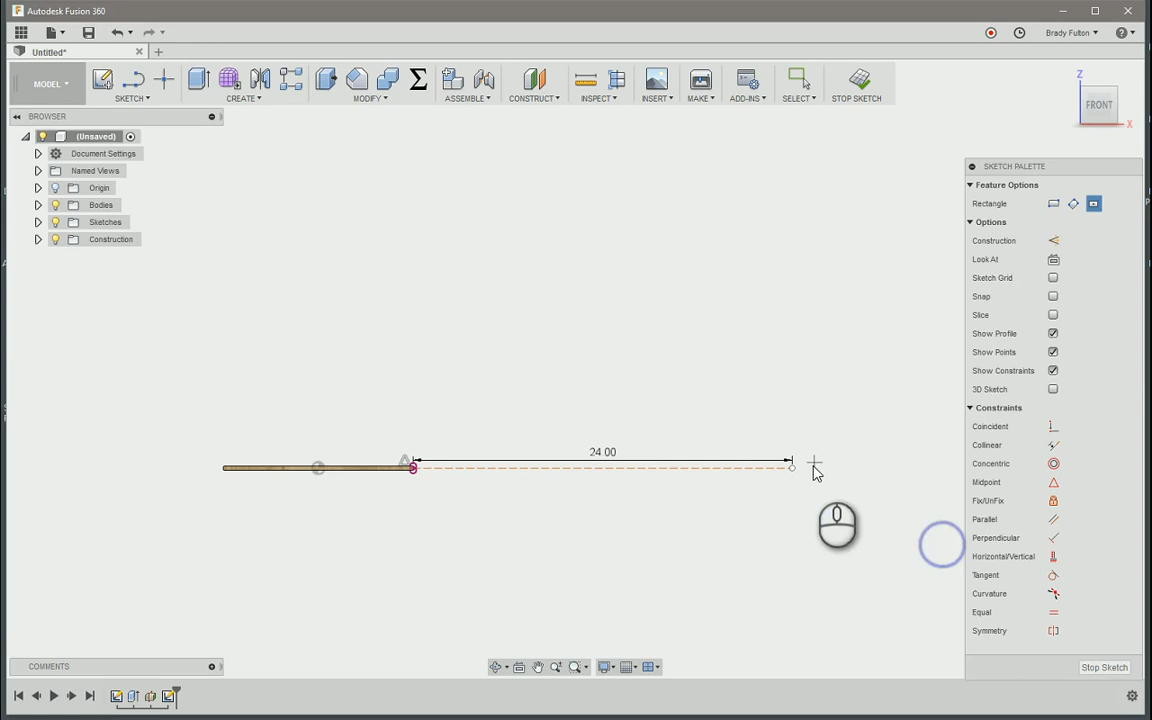 Autodesk Fusion 360
Brady Fulton
Untitled*
MODEL
SKETCH
CREATE
MODIFY
ASSEMBLE
CONSTRUCT
INSPECT
INSERT
MAKE
ADD-INS
SELECT
STOP SKETCH
Z
FRONT
X
BROWSER
(Unsaved)
Document Settings
Named Views
Origin
Bodies
Sketches
Construction
SKETCH PALETTE
Feature Options
Rectangle
Options
Construction
Look At
Sketch Grid
Snap
Slice
Show Profile
Show Points
Show Constraints
3D Sketch
Constraints
Coincident
Collinear
Concentric
Midpoint
Fix/UnFix
Parallel
Perpendicular
Horizontal/Vertical
Tangent
Curvature
Equal
Symmetry
Stop Sketch
24.00
COMMENTS